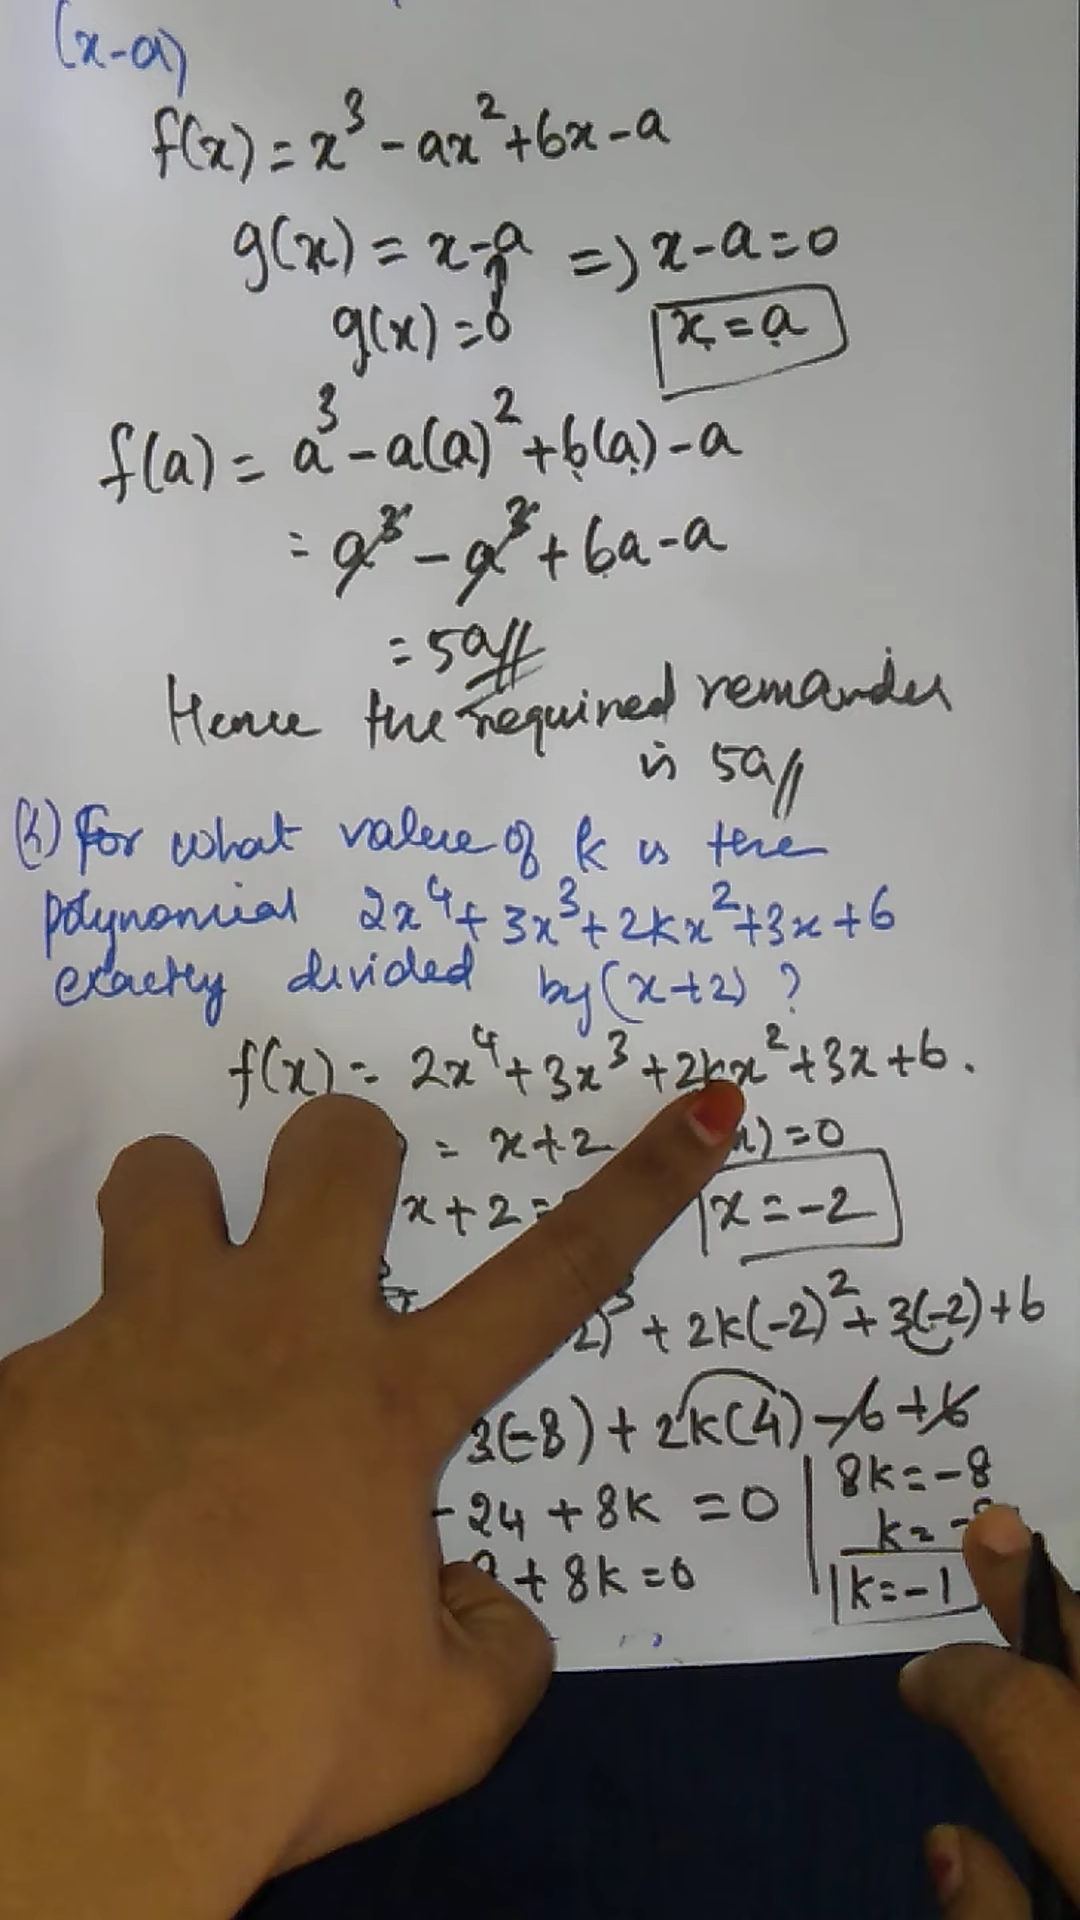 (x-a)
f(x) = x³ - ax² + 6x - a
g(x) = x-a => x-a=0
g(x) = 0 x = a
f(a) = a³ - a(a)² + 6(a) - a
= a³ - a³ + 6a - a
= 5a//
Hence the required remainder
is 5a//
For what value of k is the
polynomial 2x⁴ + 3x³ + 2kx² + 3x + 6
exactly divided by (x+2) ?
f(x) = 2x⁴ + 3x³ + 2kx² + 3x + 6.
= x+2 ) = 0
x + 2 = x = -2
2)³ + 2k(-2)² + 3(-2) + 6
3(-8) + 2k(4) - 6 + 6
- 24 + 8k = 0 8k = -8
+ 8k = 0 k = -
k = -1